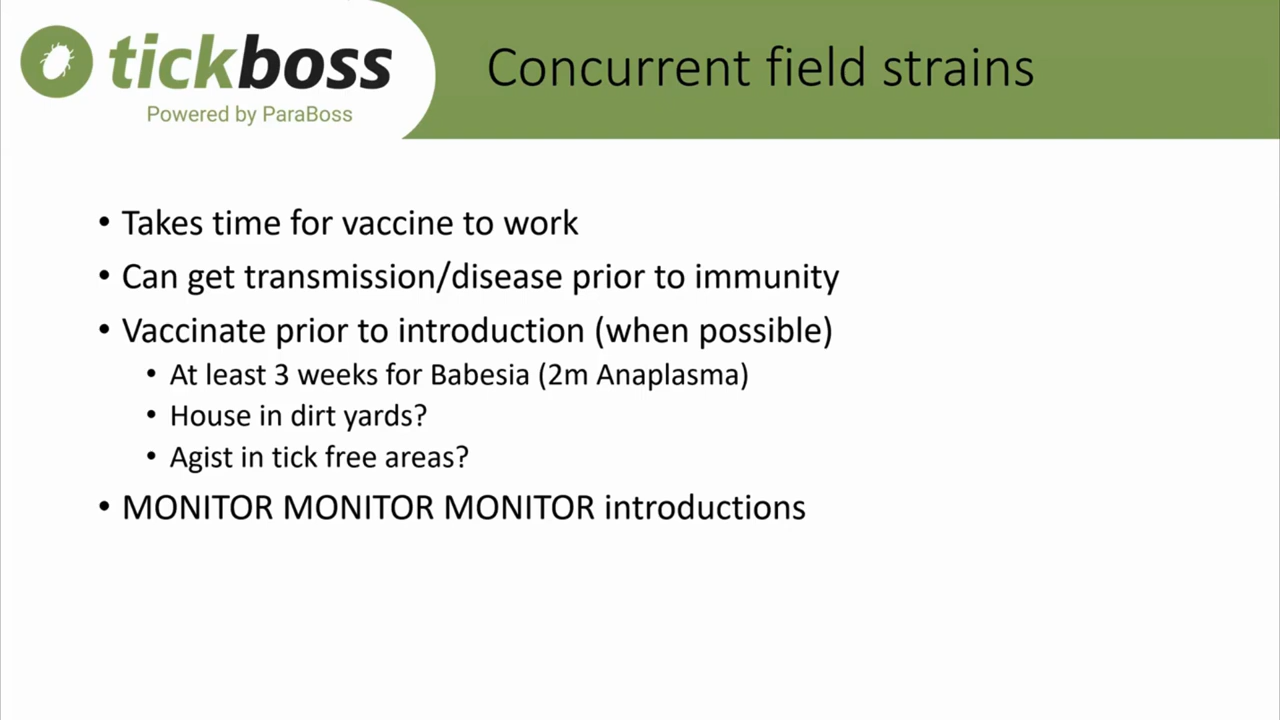 tickboss
Powered by ParaBoss
Concurrent field strains
• Takes time for vaccine to work
• Can get transmission/disease prior to immunity
• Vaccinate prior to introduction (when possible)
• At least 3 weeks for Babesia (2m Anaplasma)
• House in dirt yards?
• Agist in tick free areas?
• MONITOR MONITOR MONITOR introductions